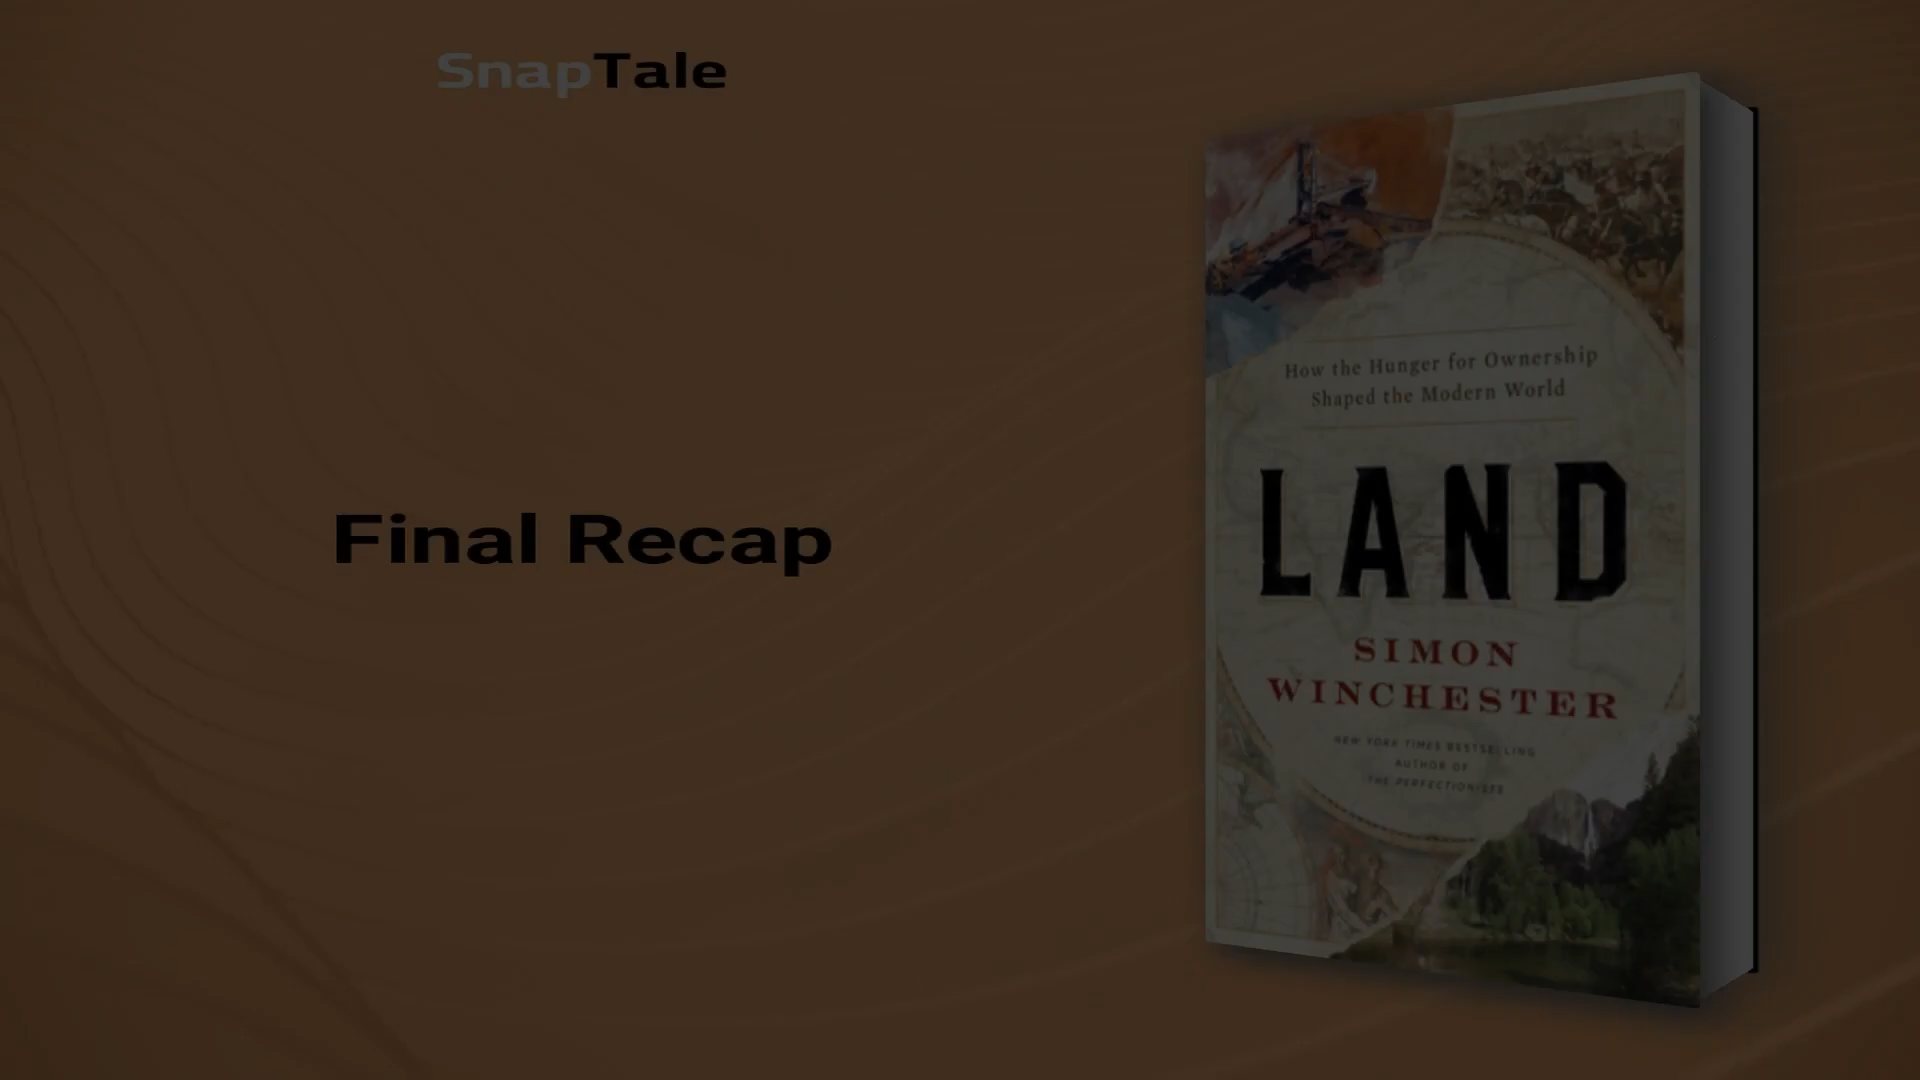 SnapTale
Final Recap
How the Hunger for Ownership
Shaped the Modern World
LAND
SIMON
WINCHESTER
NEW YORK TIMES BESTSELLING
AUTHOR OF
THE PERFECTIONISTS